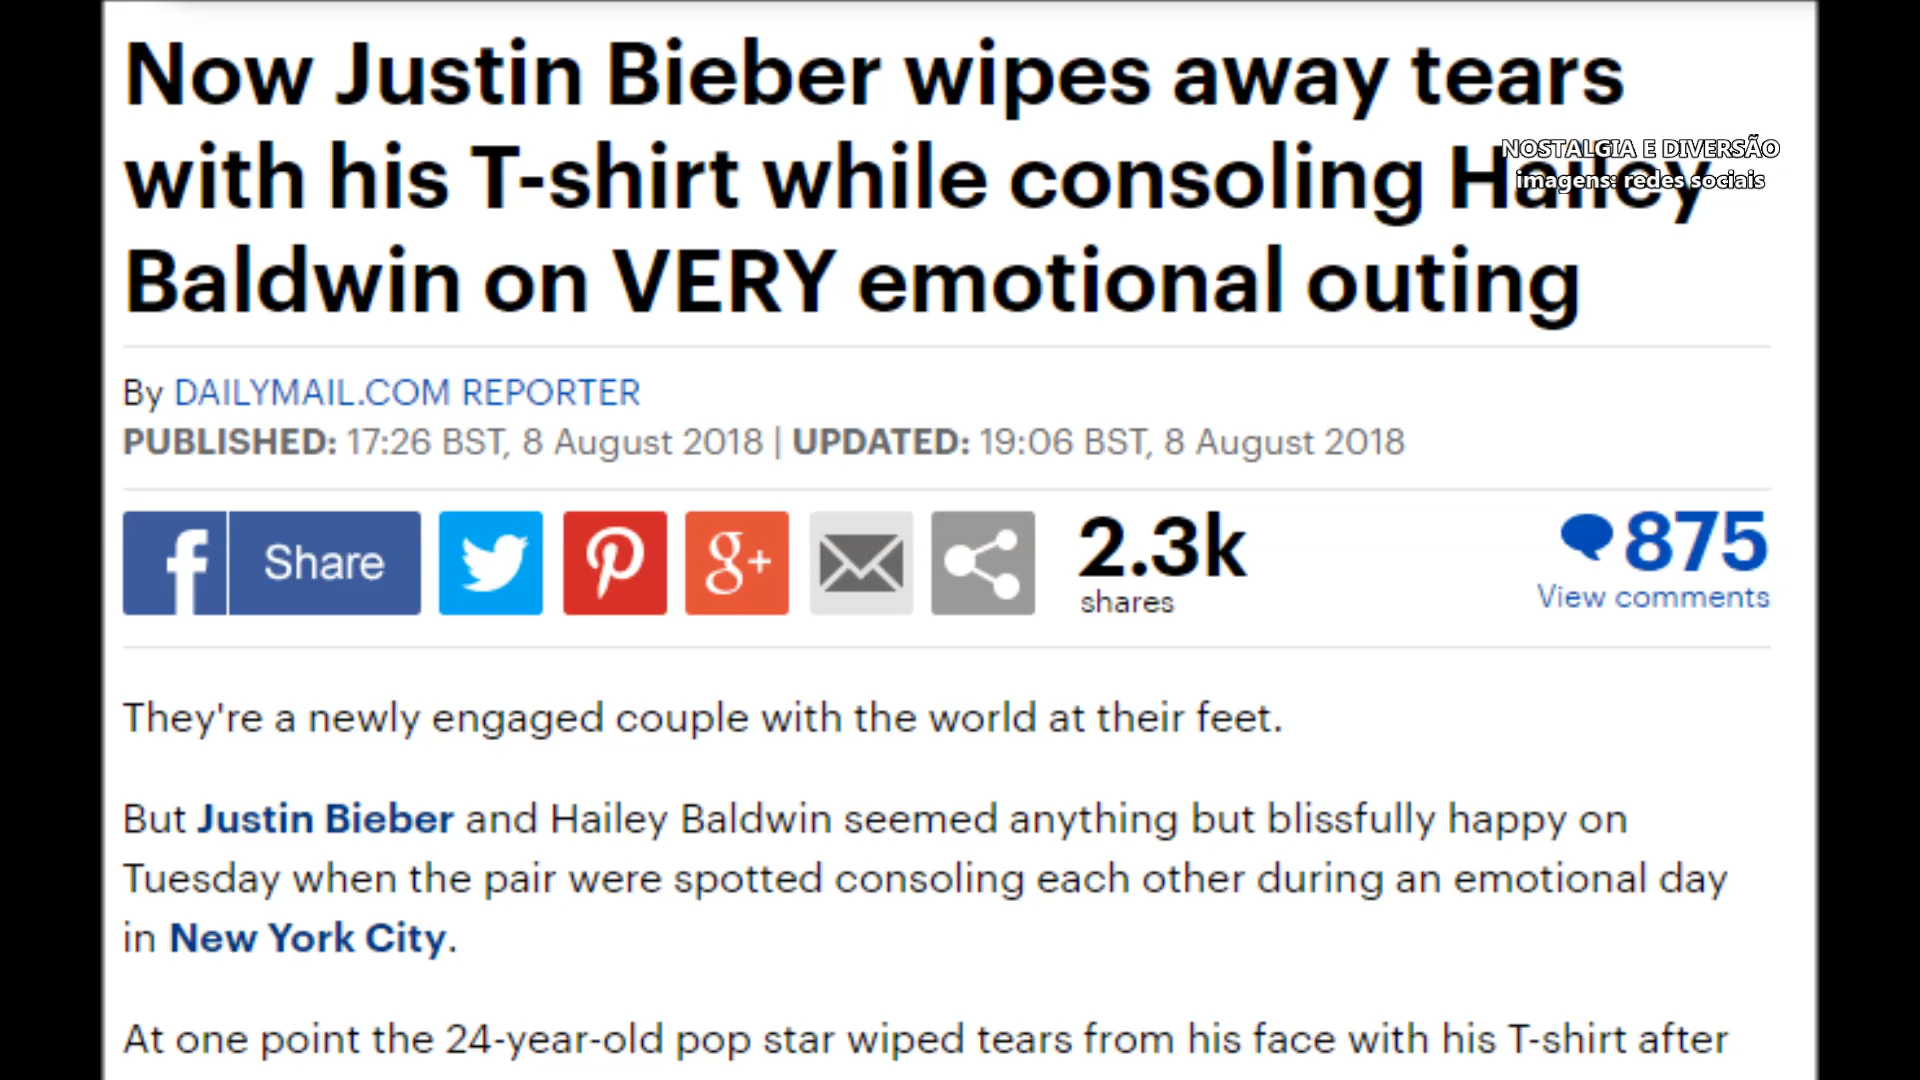 Now Justin Bieber wipes away tears
with his T-shirt while consoling Hailey
Baldwin on VERY emotional outing
NOSTALGIA E DIVERSÃO
imagens: redes sociais
By DAILYMAIL.COM REPORTER
PUBLISHED: 17:26 BST, 8 August 2018 | UPDATED: 19:06 BST, 8 August 2018
f Share g+ 2.3k 875
shares View comments
They're a newly engaged couple with the world at their feet.
But Justin Bieber and Hailey Baldwin seemed anything but blissfully happy on
Tuesday when the pair were spotted consoling each other during an emotional day
in New York City.
At one point the 24-year-old pop star wiped tears from his face with his T-shirt after